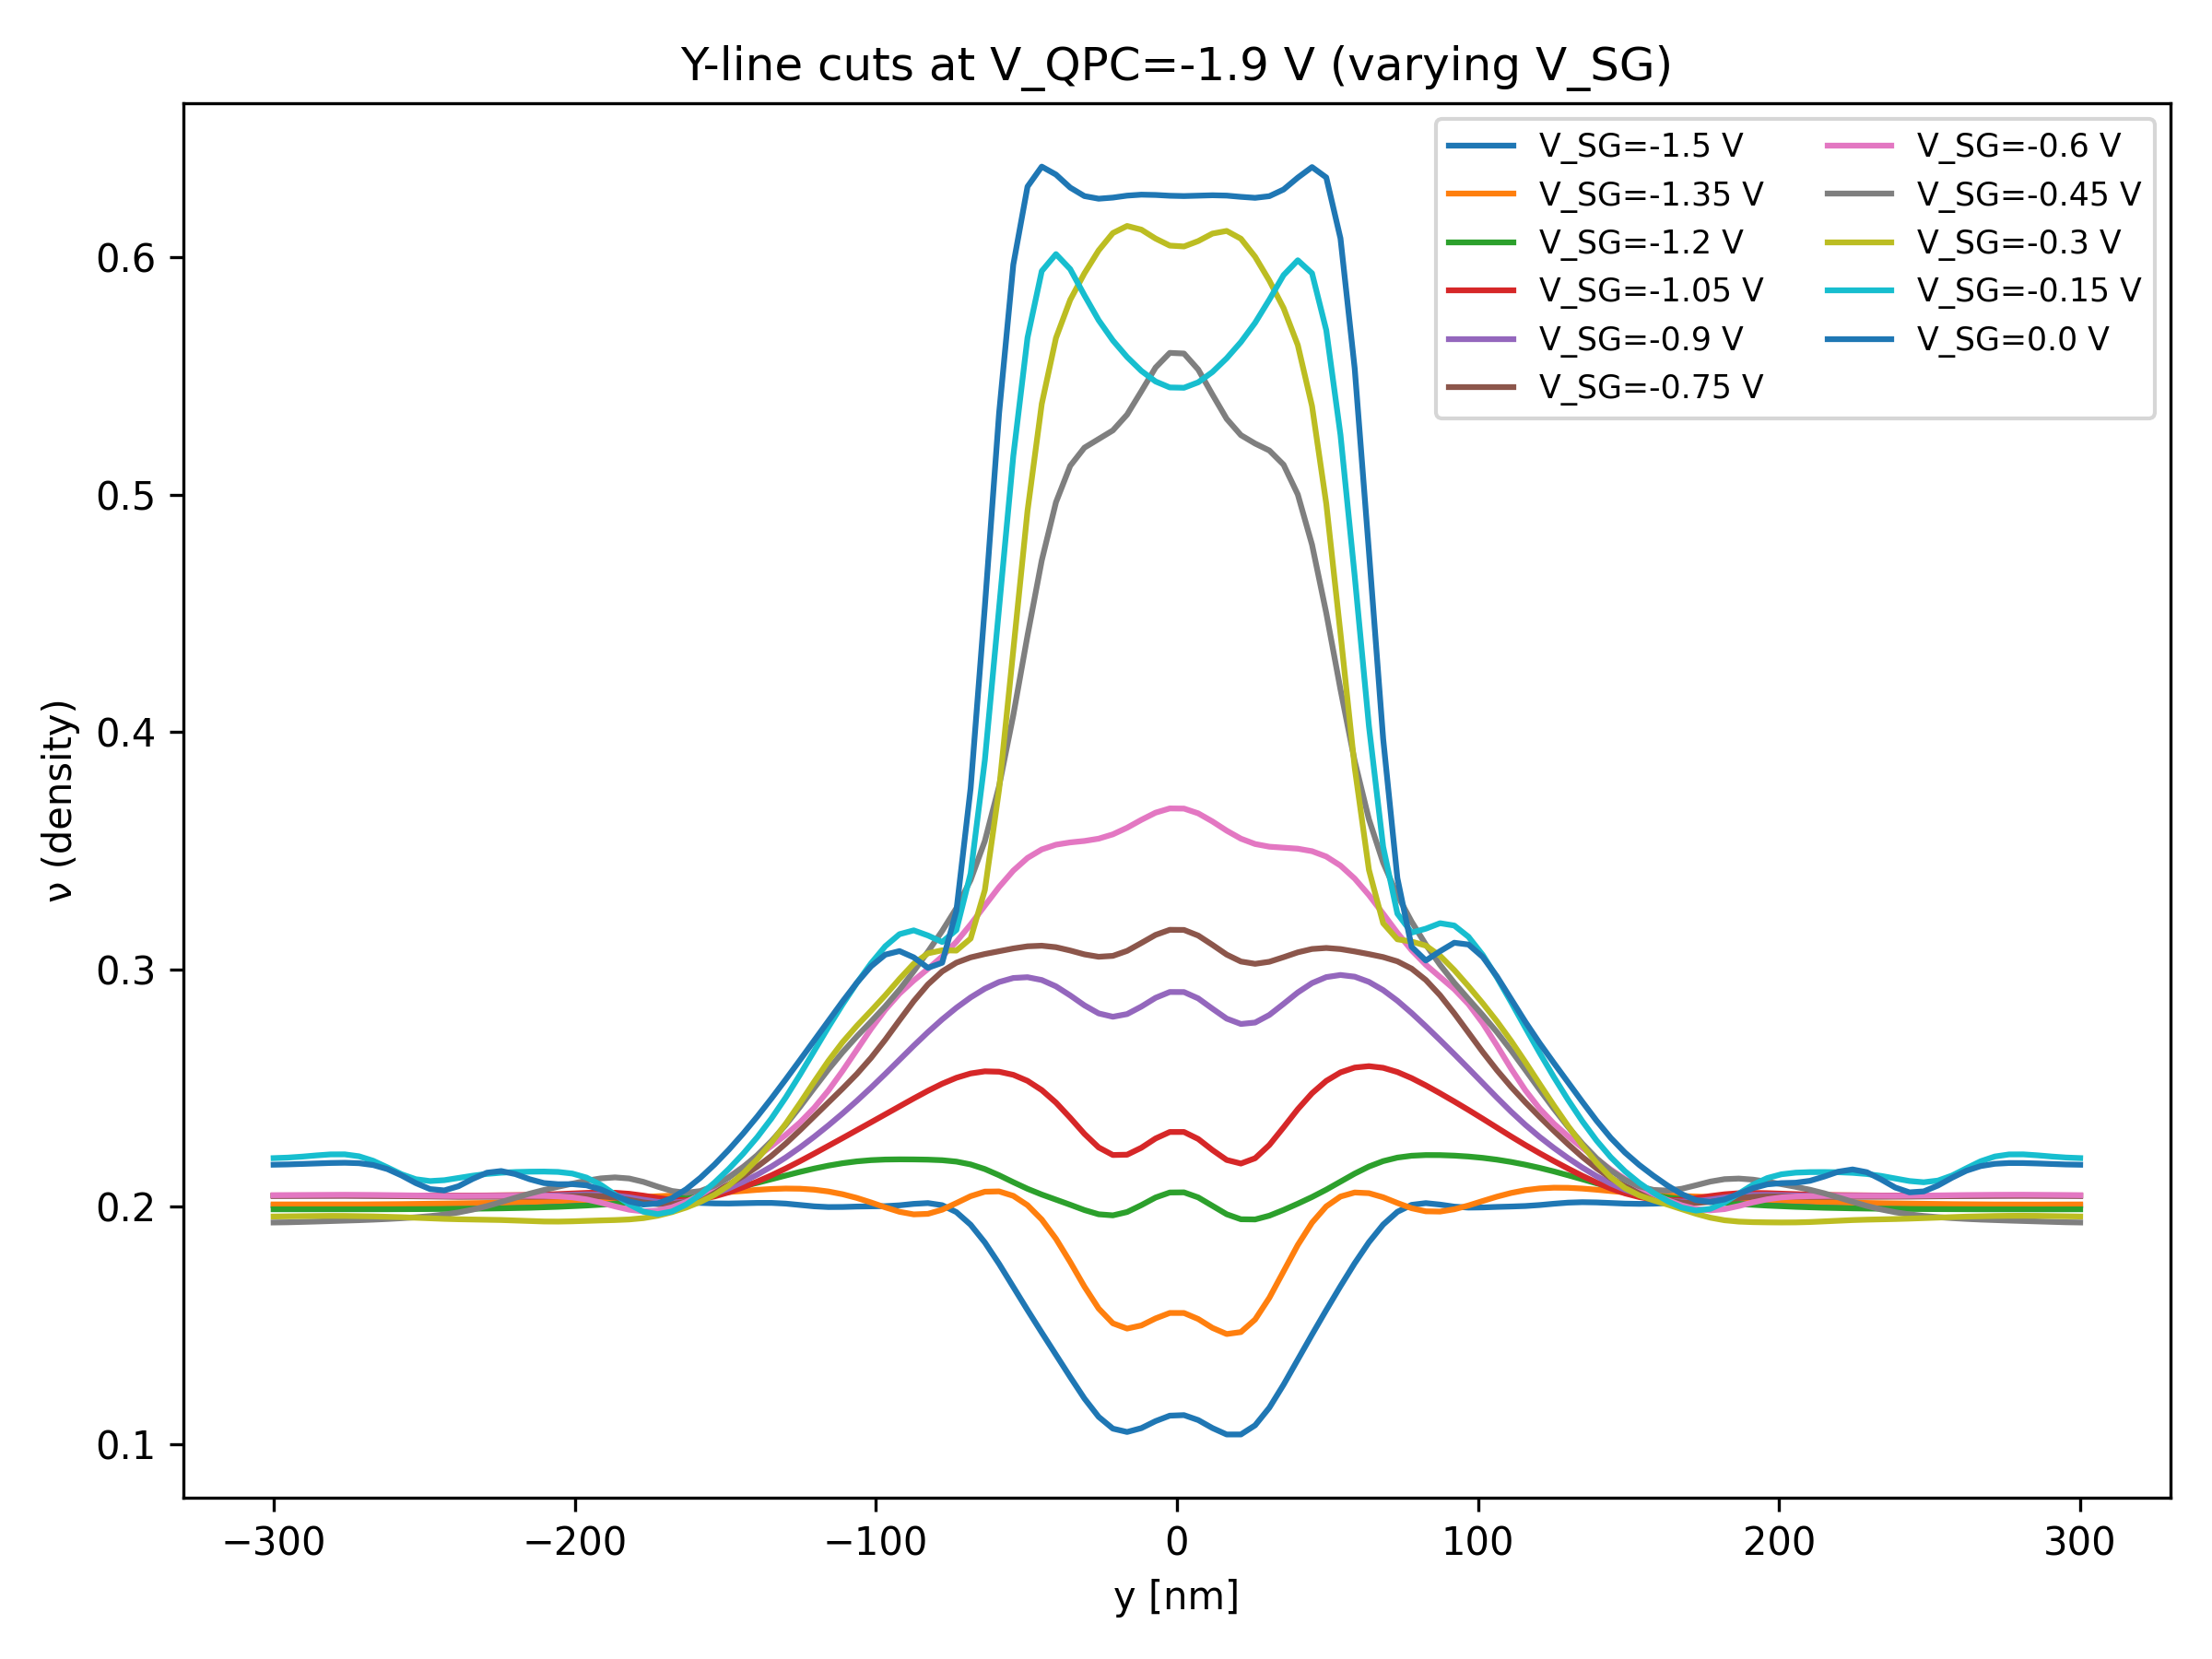 Y-line cuts at V_QPC=-1.9 V (varying V_SG)
V_SG=-1.5 V
V_SG=-1.35 V
V_SG=-1.2 V
V_SG=-1.05 V
V_SG=-0.9 V
V_SG=-0.75 V
V_SG=-0.6 V
V_SG=-0.45 V
V_SG=-0.3 V
V_SG=-0.15 V
V_SG=0.0 V
ν (density)
0.6
0.5
0.4
0.3
0.2
0.1
−300
−200
−100
0
100
200
300
y [nm]